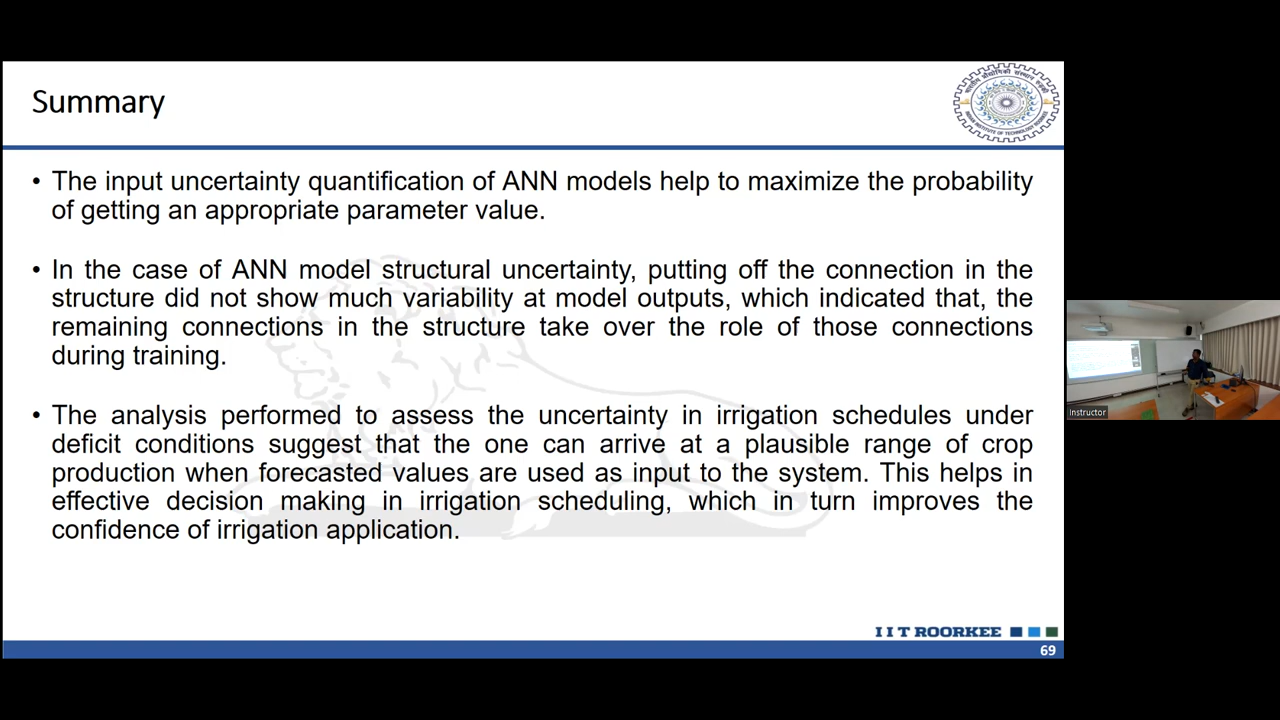 Summary
• The input uncertainty quantification of ANN models help to maximize the probability
of getting an appropriate parameter value.
• In the case of ANN model structural uncertainty, putting off the connection in the
structure did not show much variability at model outputs, which indicated that, the
remaining connections in the structure take over the role of those connections
during training.
• The analysis performed to assess the uncertainty in irrigation schedules under
deficit conditions suggest that the one can arrive at a plausible range of crop
production when forecasted values are used as input to the system. This helps in
effective decision making in irrigation scheduling, which in turn improves the
confidence of irrigation application.
I I T ROORKEE
69
Instructor